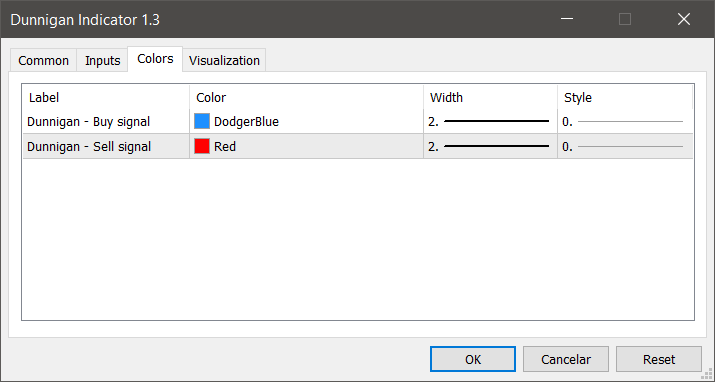 Dunnigan Indicator 1.3
Common Inputs Colors Visualization
Label Color Width Style
Dunnigan - Buy signal DodgerBlue 2. 0.
Dunnigan - Sell signal Red 2. 0.
OK Cancelar Reset